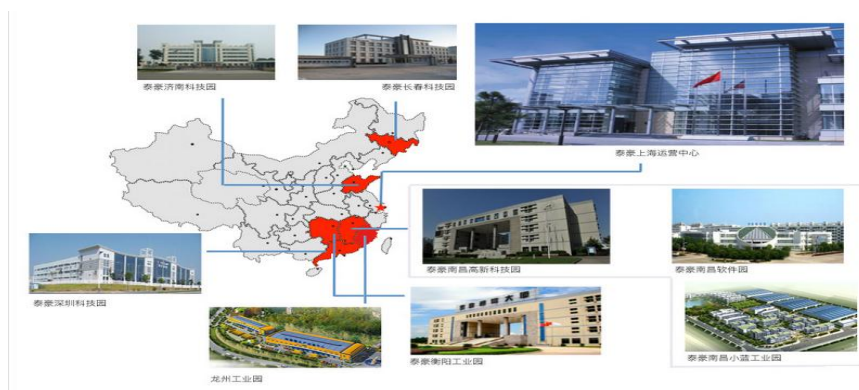 泰豪济南科技园
泰豪长春科技园
泰豪上海运营中心
泰豪南昌高新科技园
泰豪南昌软件园
泰豪深圳科技园
泰豪衡阳工业园
泰豪南昌小蓝工业园
龙州工业园